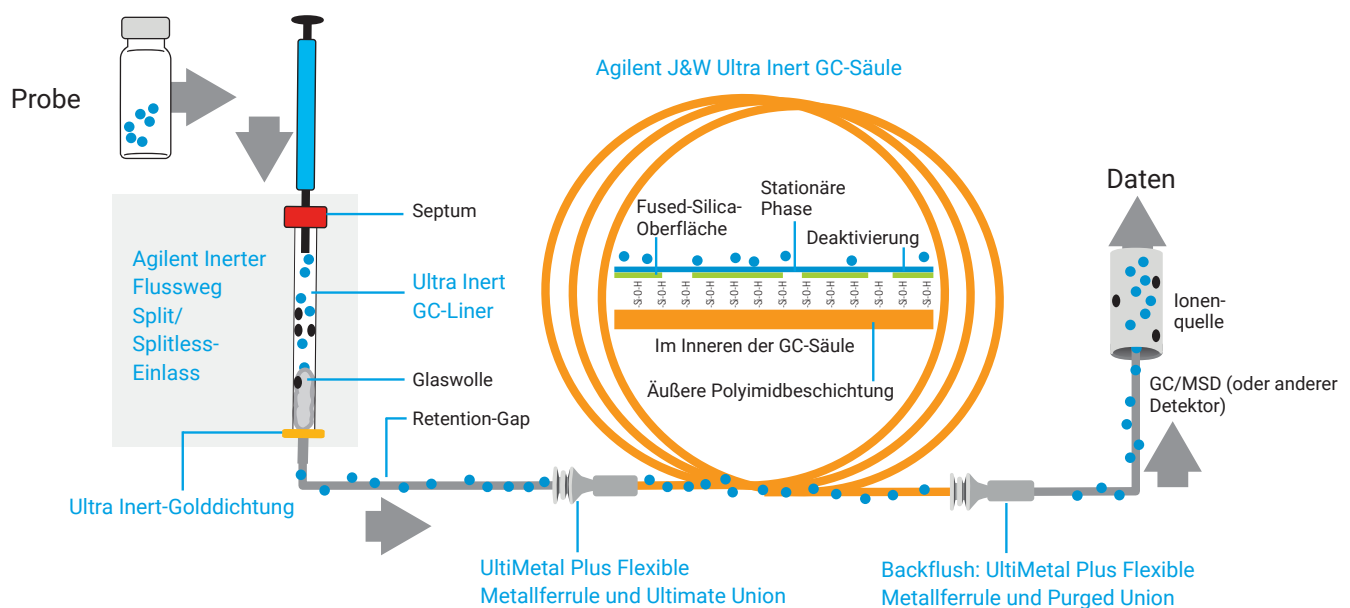 Probe
Agilent Inerter
Flussweg
Split/
Splitless-
Einlass
Septum
Ultra Inert
GC-Liner
Glaswolle
Retention-Gap
Ultra Inert-Golddichtung
Agilent J&W Ultra Inert GC-Säule
Fused-Silica-
Oberfläche
Stationäre
Phase
Deaktivierung
-S-O-H -S-O-H -S-O-H -S-O-H -S-O-H -S-O-H -S-O-H -S-O-H -S-O-H -S-O-H -S-O-H -S-O-H -S-O-H
Im Inneren der GC-Säule
Äußere Polyimidbeschichtung
UltiMetal Plus Flexible
Metallferrule und Ultimate Union
Backflush: UltiMetal Plus Flexible
Metallferrule und Purged Union
Daten
Ionen-
quelle
GC/MSD (oder anderer
Detektor)